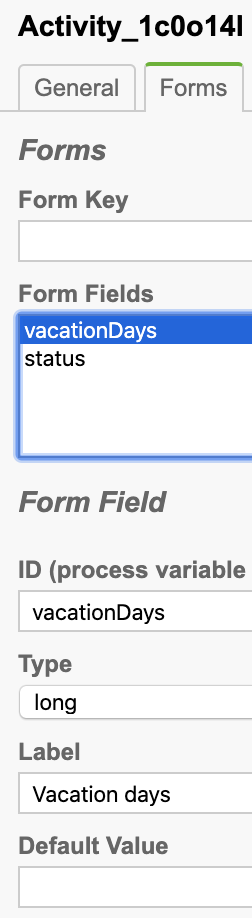 Activity_1c0o14l
General
Forms
Forms
Form Key
Form Fields
vacationDays
status
Form Field
ID (process variable
vacationDays
Type
long
Label
Vacation days
Default Value